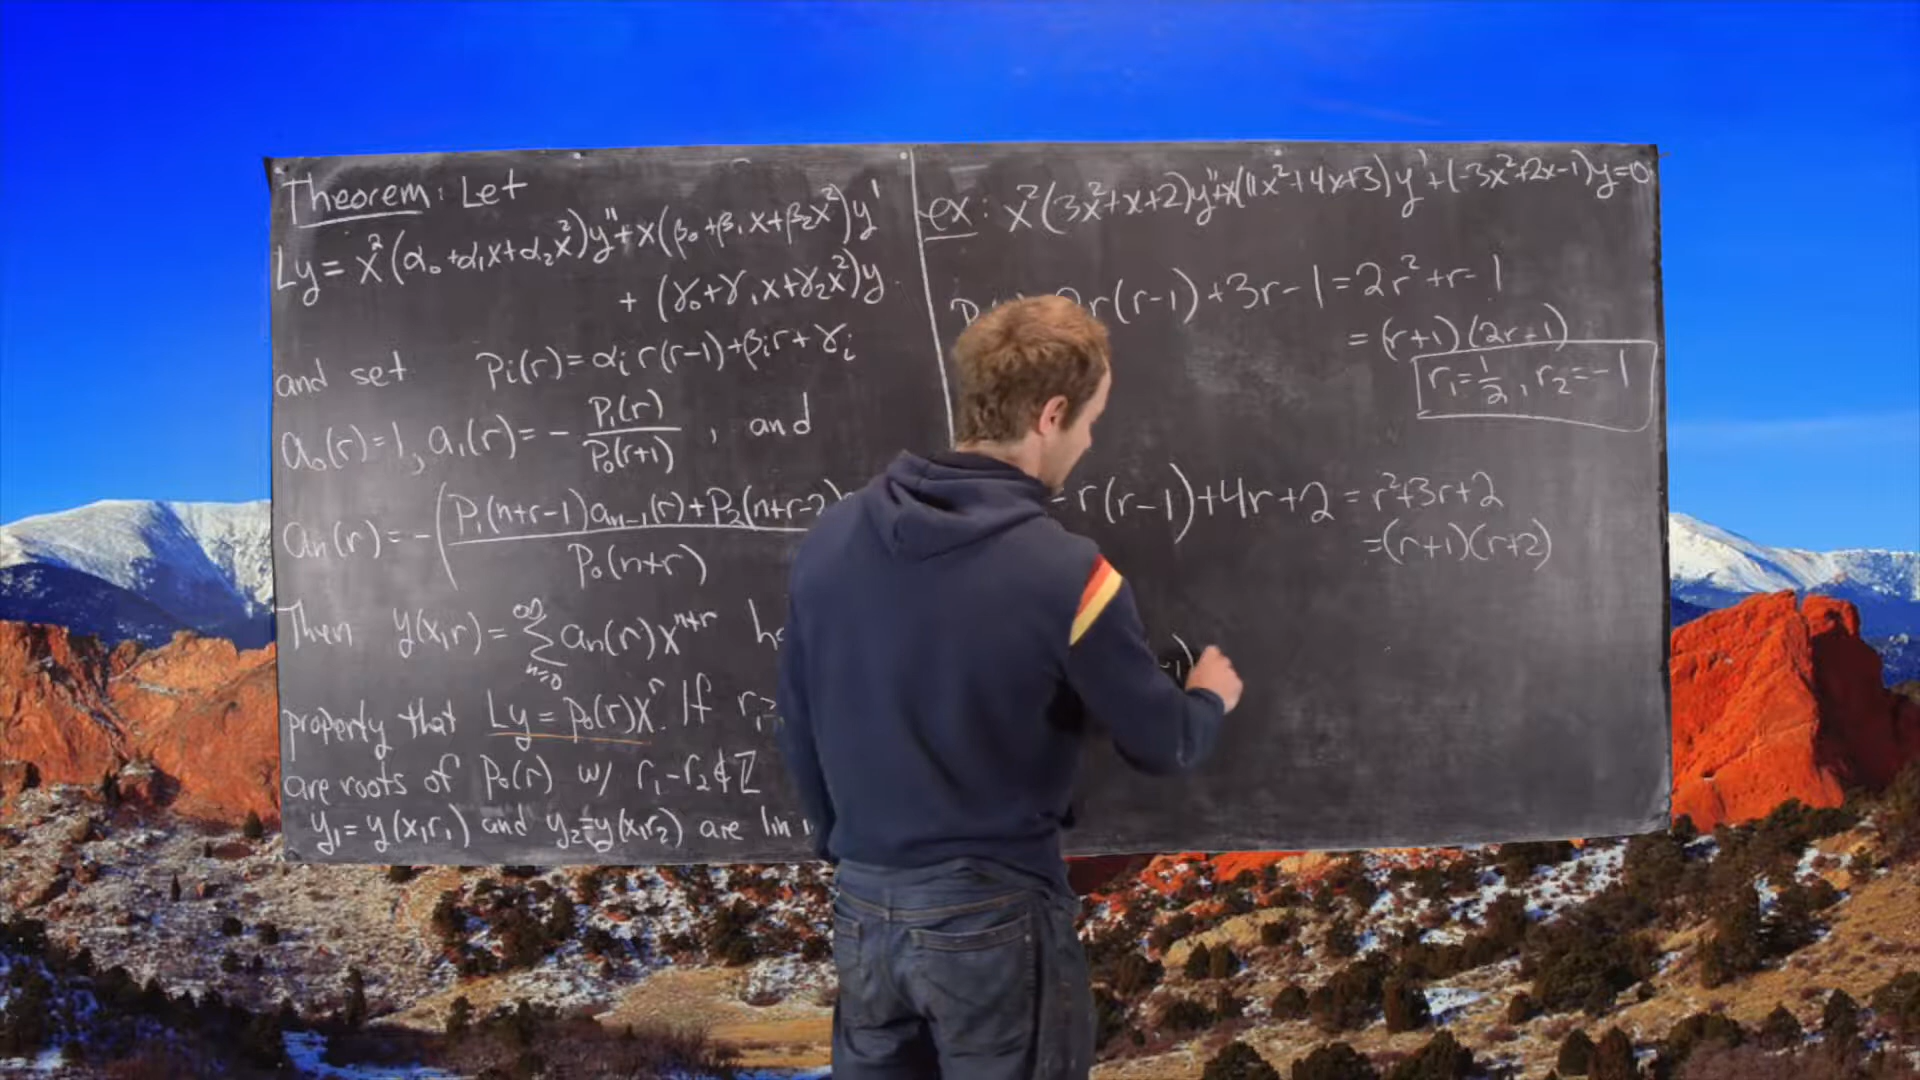 Theorem: Let
Ly = x²(α₀+α₁x+α₂x²)y"+x(β₀+β₁x+β₂x²)y'
+ (γ₀+γ₁x+γ₂x²)y.
and set Pi(r)=αi r(r-1)+βi r+γi
a₀(r)=1, a₁(r)= - P₁(r)/P₀(r+1) , and
an(r)= -(P₁(n+r-1)an-1(r)+P₂(n+r-2) / P₀(n+r)
Then y(x,r)= ∞Σn=0 an(r)x^n+r
property that Ly = p₀(r)x^r. If r₁≥
are roots of P₀(r) w/ r₁-r₂∉ℤ
y₁=y(x,r₁) and y₂=y(x,r₂) are lin
ex: x²(3x²+x+2)y"+x(11x²+4x+3)y'+(-3x²+2x-1)y=0
r(r-1)+3r-1=2r²+r-1
= (r+1)(2r-1)
r₁=1/2, r₂=-1
= r(r-1)+4r+2 = r²+3r+2
=(r+1)(r+2)
-1)